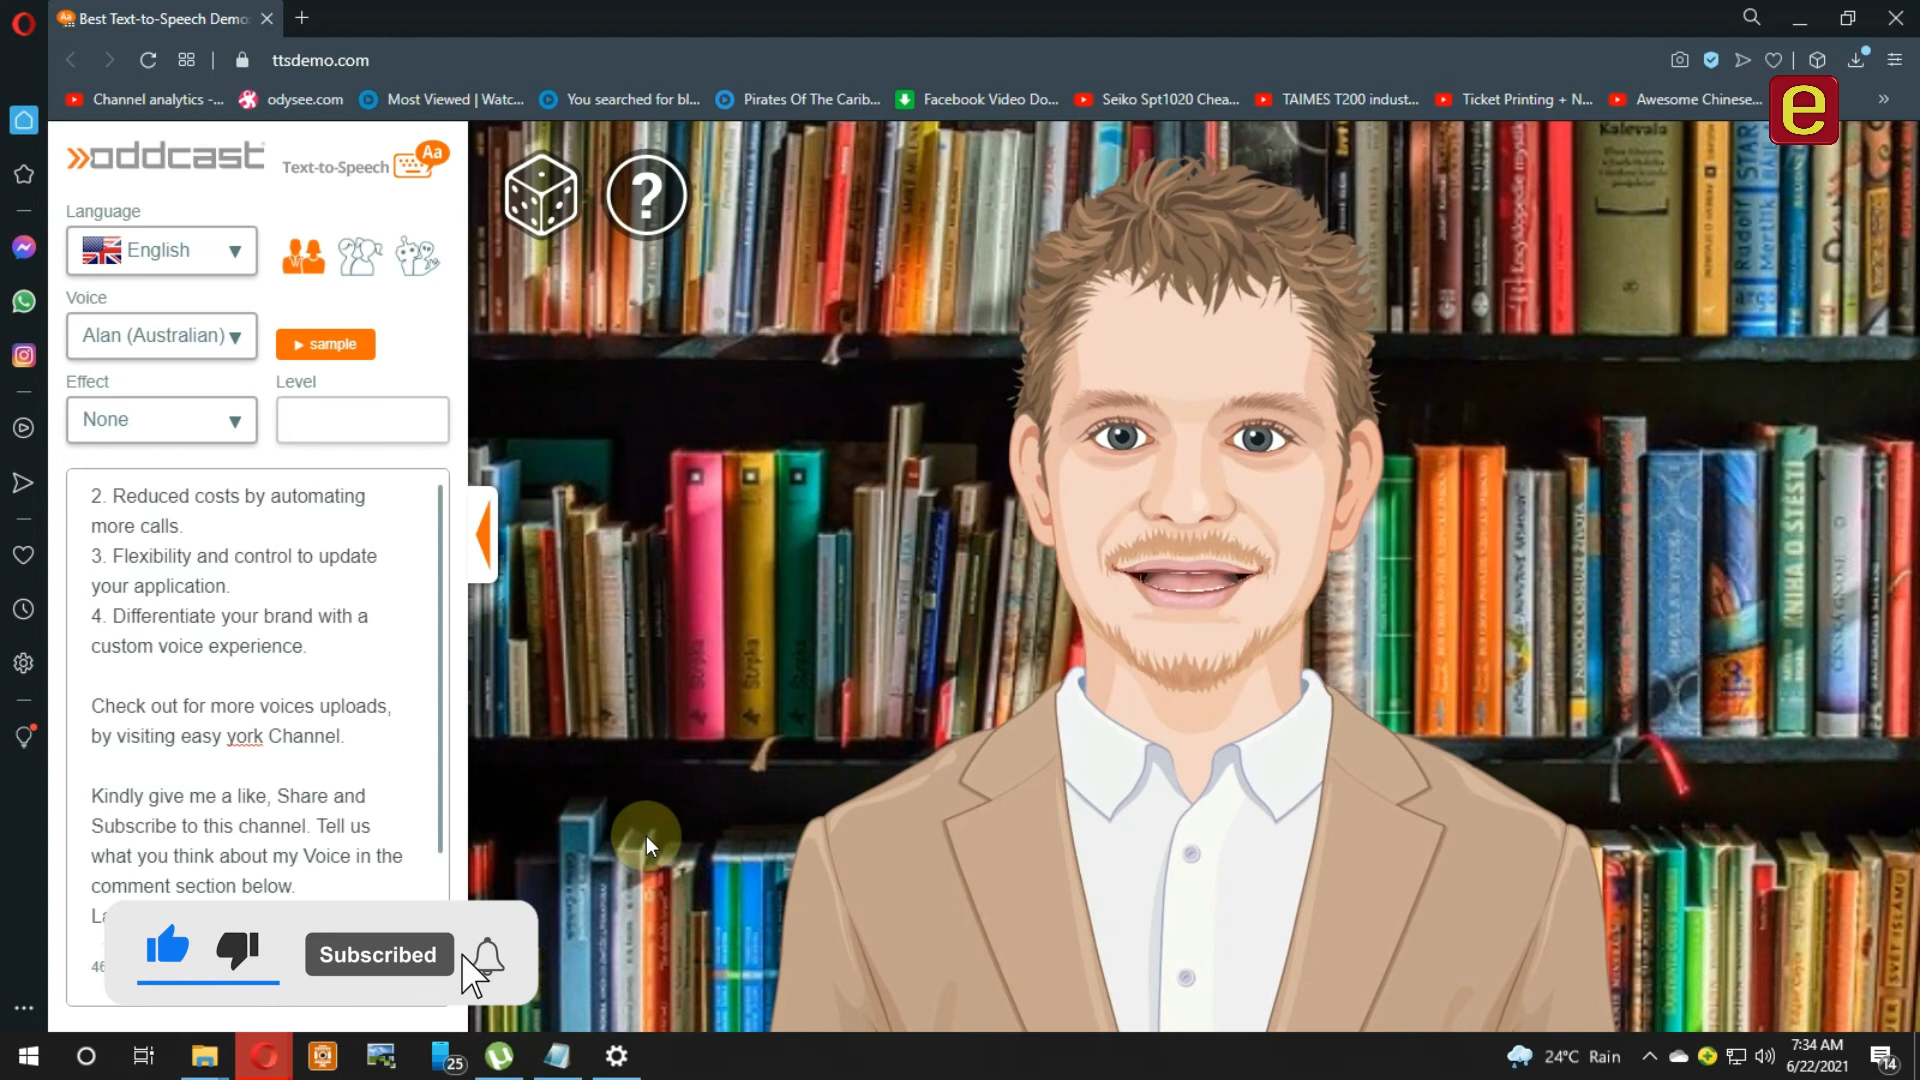 Best Text-to-Speech Demo:
ttsdemo.com
Channel analytics -...
odysee.com
Most Viewed | Watc...
You searched for bl...
Pirates Of The Carib...
Facebook Video Do...
Seiko Spt1020 Chea...
TAIMES T200 indust...
Ticket Printing + N...
Awesome Chinese...
e
oddcast
Text-to-Speech
Aa
Language
English
Voice
Alan (Australian)
sample
Effect
Level
None
2. Reduced costs by automating
more calls.
3. Flexibility and control to update
your application.
4. Differentiate your brand with a
custom voice experience.
Check out for more voices uploads,
by visiting easy york Channel.
Kindly give me a like, Share and
Subscribe to this channel. Tell us
what you think about my Voice in the
comment section below.
Subscribed
?
Kalevala
KNIHA O ŠTĚSTÍ
25
24°C Rain
7:34 AM
6/22/2021
14